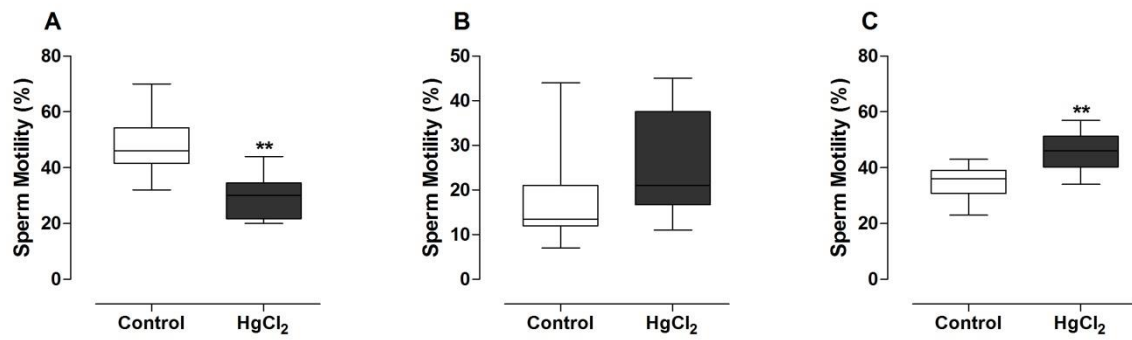 A
Sperm Motility (%)
80
60
40
20
0
**
Control
HgCl₂
B
Sperm Motility (%)
50
40
30
20
10
0
Control
HgCl₂
C
Sperm Motility (%)
80
60
40
20
0
**
Control
HgCl₂